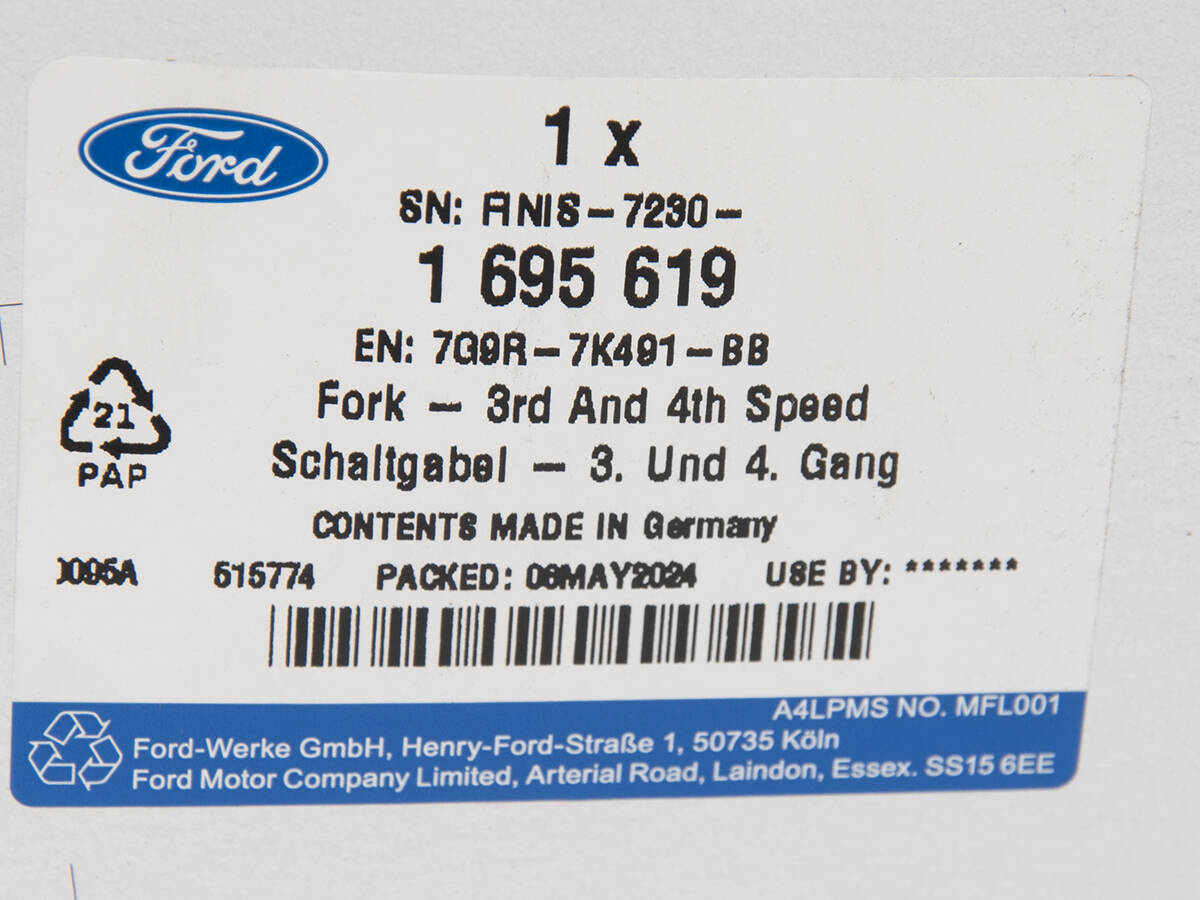 Ford
1 x
SN: FINIS-7230-
1 695 619
EN: 7G9R-7K491-BB
Fork - 3rd And 4th Speed
Schaltgabel - 3. Und 4. Gang
21
PAP
CONTENTS MADE IN Germany
515774 PACKED: 06MAY2024 USE BY: *******
A4LPMS NO. MFL001
Ford-Werke GmbH, Henry-Ford-Straße 1, 50735 Köln
Ford Motor Company Limited, Arterial Road, Laindon, Essex. SS15 6EE